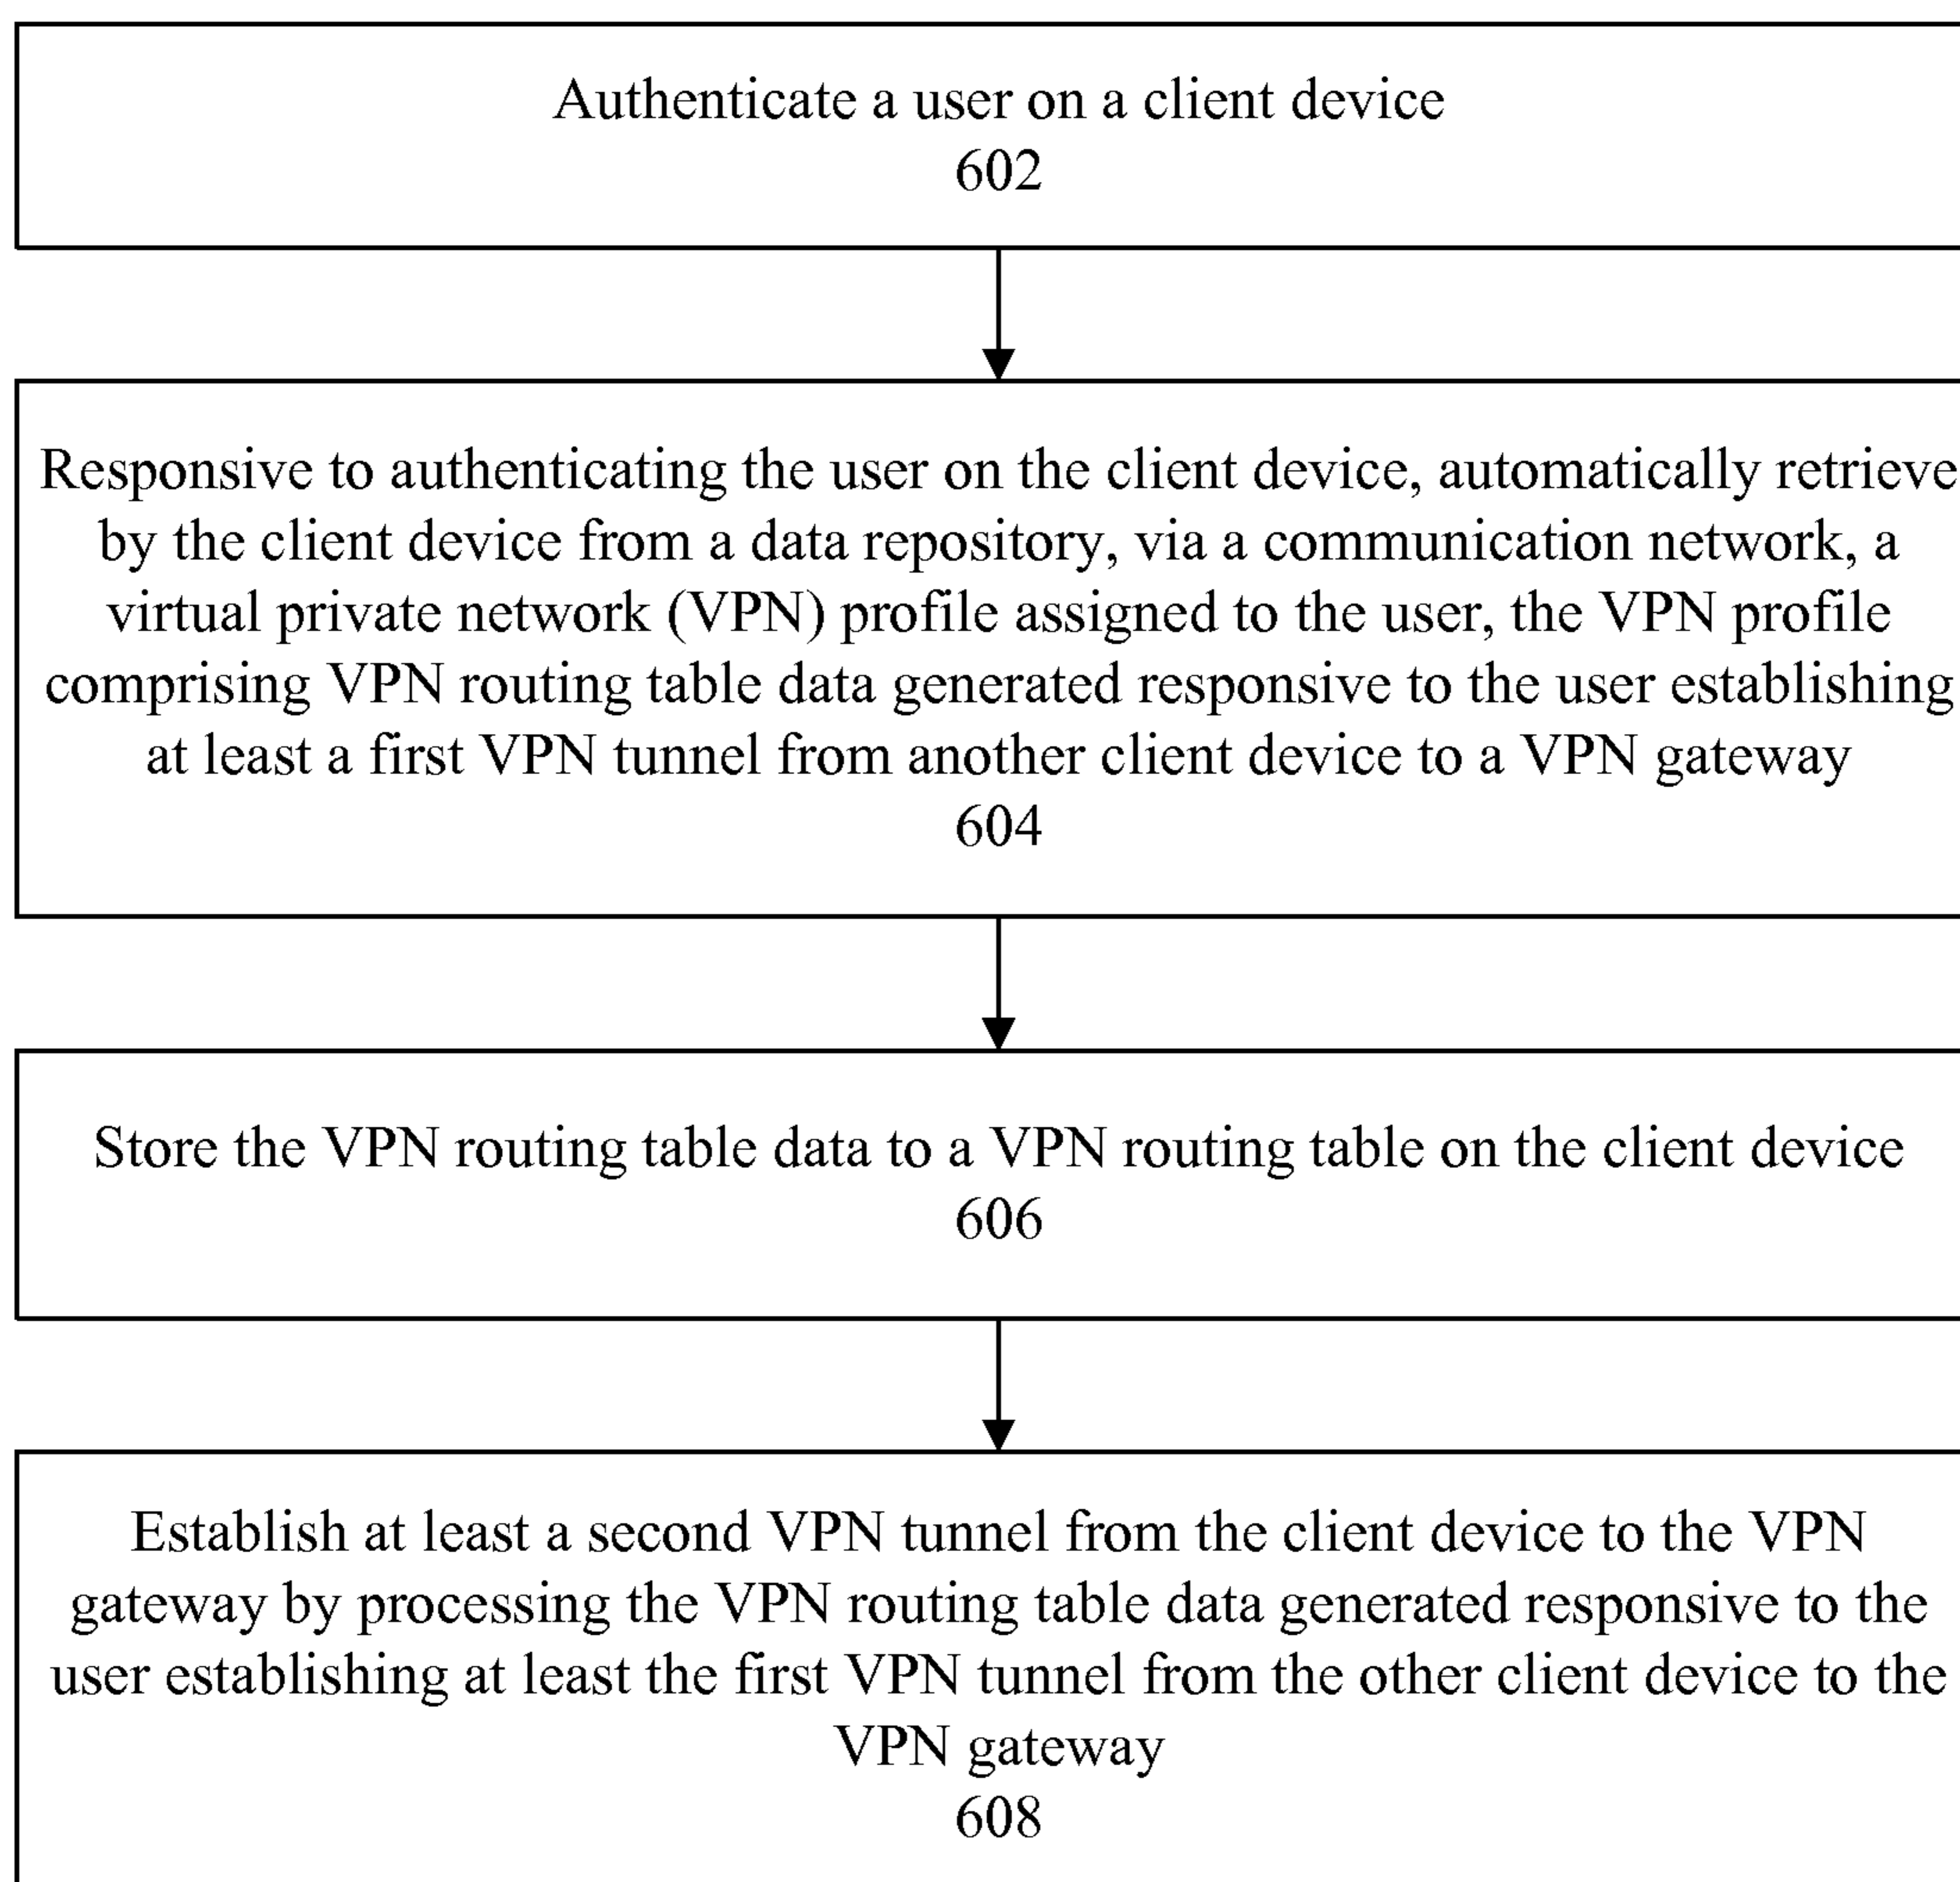 Authenticate a user on a client device
602
Responsive to authenticating the user on the client device, automatically retrieve
by the client device from a data repository, via a communication network, a
virtual private network (VPN) profile assigned to the user, the VPN profile
comprising VPN routing table data generated responsive to the user establishing
at least a first VPN tunnel from another client device to a VPN gateway
604
Store the VPN routing table data to a VPN routing table on the client device
606
Establish at least a second VPN tunnel from the client device to the VPN
gateway by processing the VPN routing table data generated responsive to the
user establishing at least the first VPN tunnel from the other client device to the
VPN gateway
608